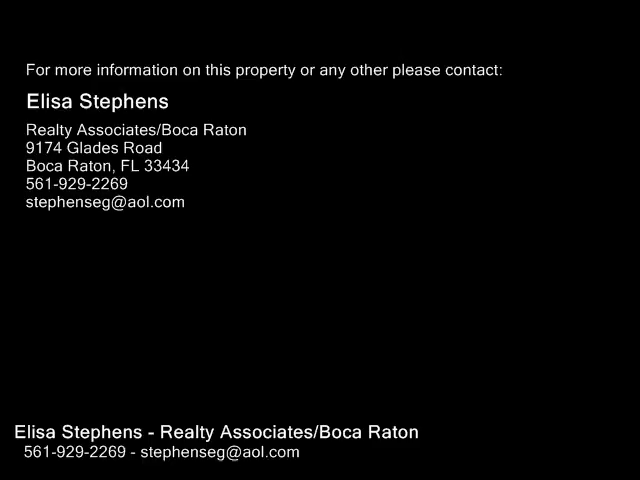 For more information on this property or any other please contact:
Elisa Stephens
Realty Associates/Boca Raton
9174 Glades Road
Boca Raton, FL 33434
561-929-2269
stephenseg@aol.com
Elisa Stephens - Realty Associates/Boca Raton
561-929-2269 - stephenseg@aol.com